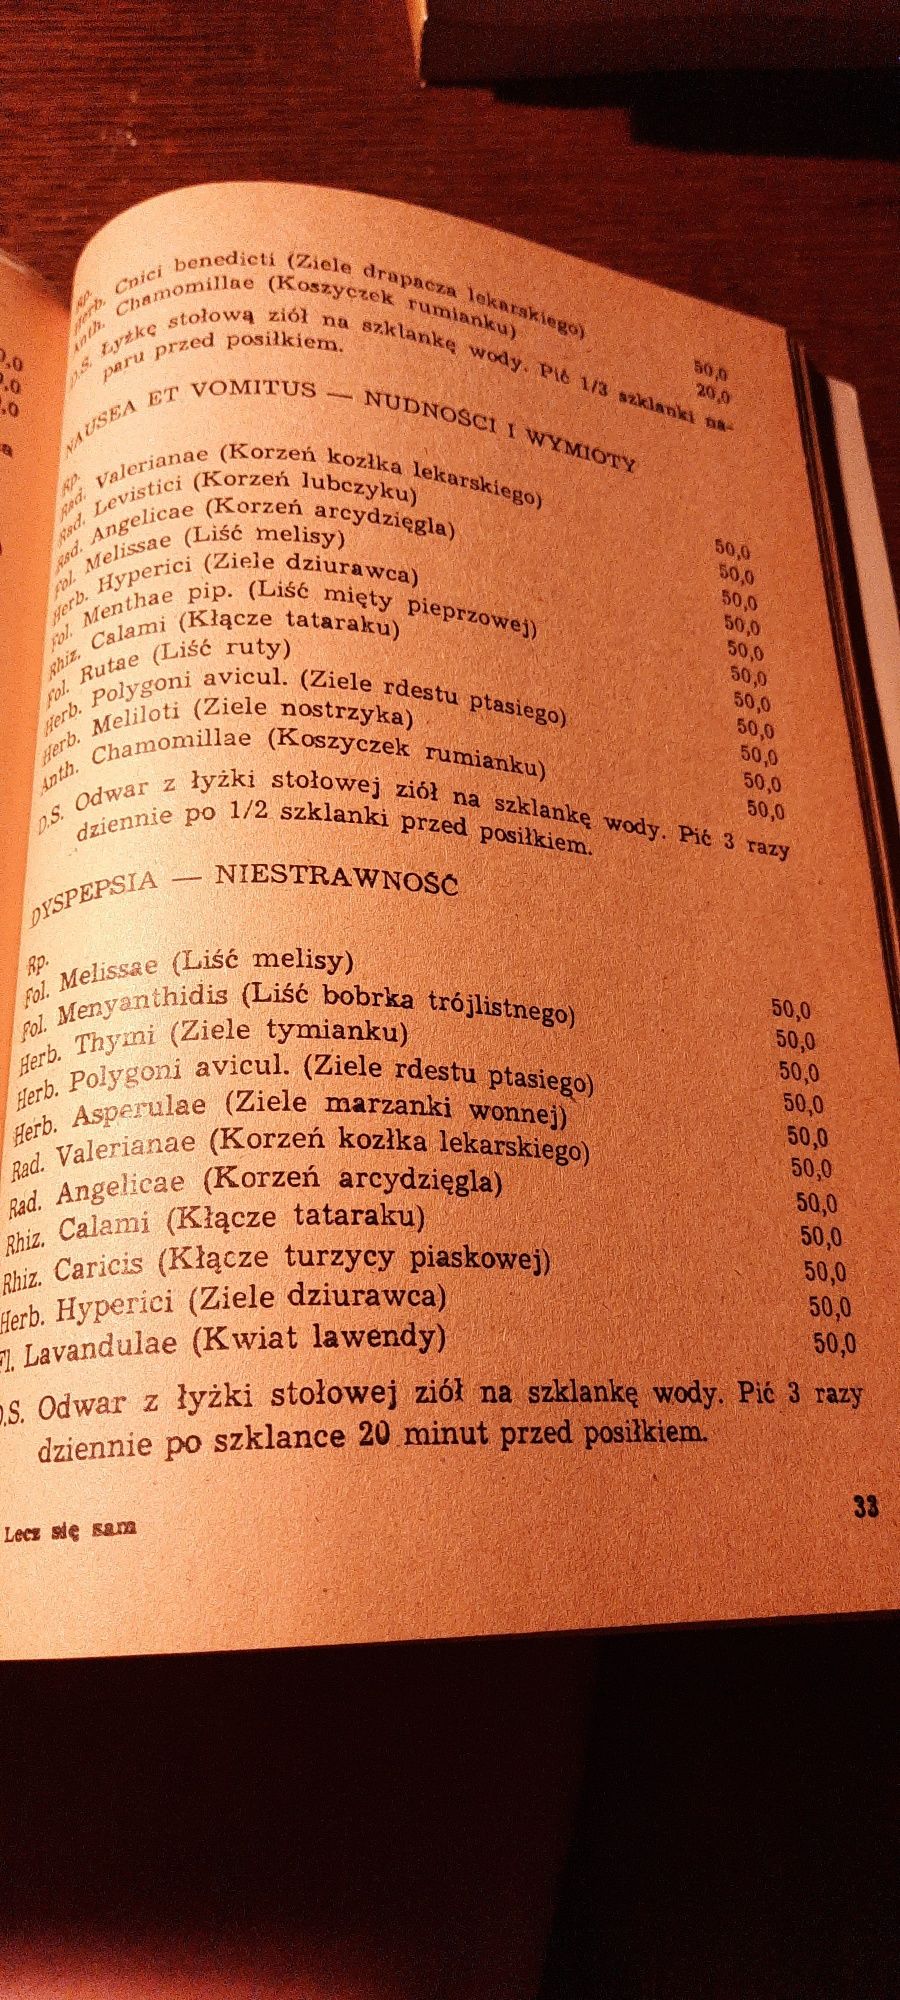 Rp.
Herb. Cnici benedicti (Ziele drapacza lekarskiego) 50,0
Anth. Chamomillae (Koszyczek rumianku) 20,0
D.S. Łyżkę stołową ziół na szklankę wody. Pić 1/3 szklanki na-
paru przed posiłkiem.
NAUSEA ET VOMITUS — NUDNOŚCI I WYMIOTY
Rp.
Rad. Valerianae (Korzeń kozłka lekarskiego) 50,0
Rad. Levistici (Korzeń lubczyku) 50,0
Rad. Angelicae (Korzeń arcydzięgla) 50,0
Fol. Melissae (Liść melisy) 50,0
Herb. Hyperici (Ziele dziurawca) 50,0
Fol. Menthae pip. (Liść mięty pieprzowej) 50,0
Rhiz. Calami (Kłącze tataraku) 50,0
Fol. Rutae (Liść ruty) 50,0
Herb. Polygoni avicul. (Ziele rdestu ptasiego) 50,0
Herb. Meliloti (Ziele nostrzyka) 50,0
Anth. Chamomillae (Koszyczek rumianku) 50,0
D.S. Odwar z łyżki stołowej ziół na szklankę wody. Pić 3 razy
dziennie po 1/2 szklanki przed posiłkiem.
DYSPEPSIA — NIESTRAWNOŚĆ
Rp.
Fol. Melissae (Liść melisy) 50,0
Fol. Menyanthidis (Liść bobrka trójlistnego) 50,0
Herb. Thymi (Ziele tymianku) 50,0
Herb. Polygoni avicul. (Ziele rdestu ptasiego) 50,0
Herb. Asperulae (Ziele marzanki wonnej) 50,0
Rad. Valerianae (Korzeń kozłka lekarskiego) 50,0
Rad. Angelicae (Korzeń arcydzięgla) 50,0
Rhiz. Calami (Kłącze tataraku) 50,0
Rhiz. Caricis (Kłącze turzycy piaskowej) 50,0
Herb. Hyperici (Ziele dziurawca) 50,0
Fl. Lavandulae (Kwiat lawendy) 50,0
D.S. Odwar z łyżki stołowej ziół na szklankę wody. Pić 3 razy
dziennie po szklance 20 minut przed posiłkiem.
Lecz się sam 33